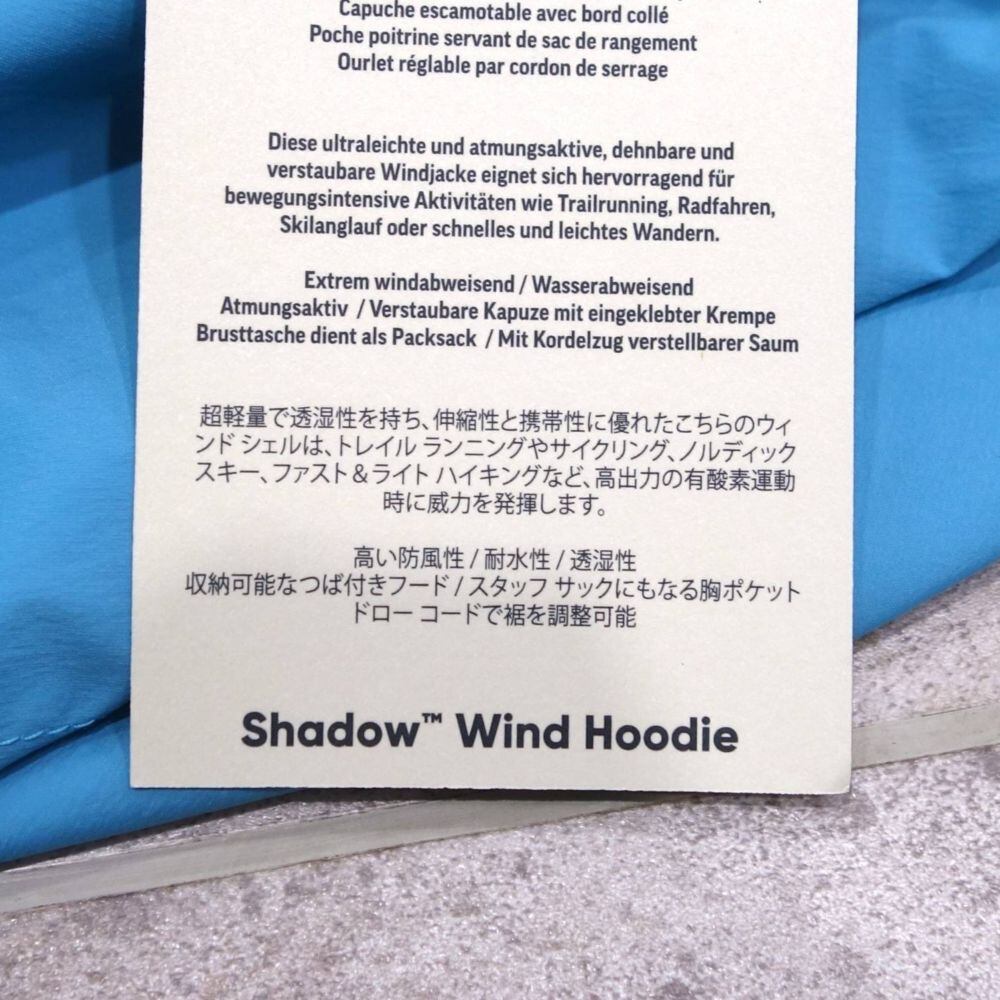 Capuche escamotable avec bord collé
Poche poitrine servant de sac de rangement
Ourlet réglable par cordon de serrage
Diese ultraleichte und atmungsaktive, dehnbare und
verstaubare Windjacke eignet sich hervorragend für
bewegungsintensive Aktivitäten wie Trailrunning, Radfahren,
Skilanglauf oder schnelles und leichtes Wandern.
Extrem windabweisend / Wasserabweisend
Atmungsaktiv / Verstaubare Kapuze mit eingeklebter Krempe
Brusttasche dient als Packsack / Mit Kordelzug verstellbarer Saum
超軽量で透湿性を持ち、伸縮性と携帯性に優れたこちらのウィ
ンド シェルは、トレイル ランニングやサイクリング、ノルディック
スキー、ファスト＆ライト ハイキングなど、高出力の有酸素運動
時に威力を発揮します。
高い防風性 / 耐水性 / 透湿性
収納可能なつば付きフード / スタッフ サックにもなる胸ポケット
ドロー コードで裾を調整可能
Shadow™ Wind Hoodie